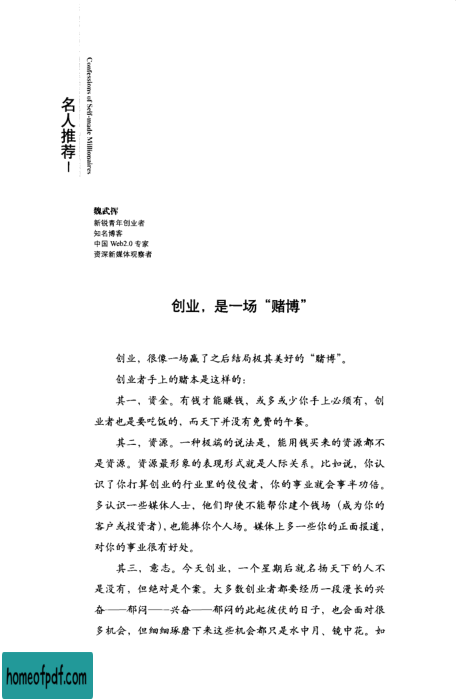 Confessions of Self-made Millionaires
名人推荐一
魏武挥
新锐青年创业者
知名博客
中国 Web2.0 专家
资深新媒体观察者
创业，是一场“赌博”
创业，很像一场赢了之后结局极其美好的“赌博”。
创业者手上的赌本是这样的：
其一，资金。有钱才能赚钱，或多或少你手上必须有，创
业者也是要吃饭的，而天下并没有免费的午餐。
其二，资源。一种极端的说法是，能用钱买来的资源都不
是资源。资源最形象的表现形式就是人际关系。比如说，你认
识了你打算创业的行业里的佼佼者，你的事业就会事半功倍。
多认识一些媒体人士，他们即使不能帮你建个钱场（成为你的
客户或投资者），也能捧你个人场。媒体上多一些你的正面报道，
对你的事业很有好处。
其三，意志。今天创业，一个星期后就名扬天下的人不
是没有，但绝对是个案。大多数创业者都要经历一段漫长的兴
奋——郁闷——兴奋——郁闷的此起彼伏的日子，也会面对很
多机会，但细细琢磨下来这些机会都只是水中月、镜中花。如
homeofpdf.com